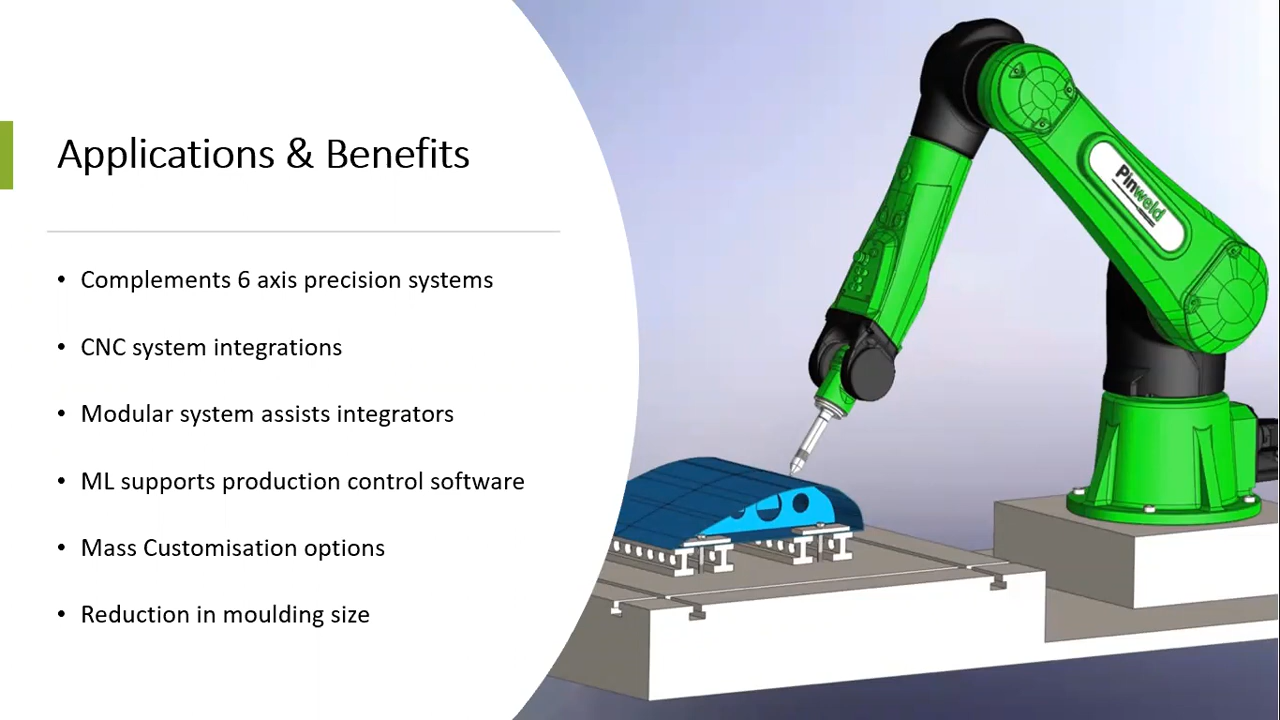 Applications & Benefits
• Complements 6 axis precision systems
• CNC system integrations
• Modular system assists integrators
• ML supports production control software
• Mass Customisation options
• Reduction in moulding size
Pinweld